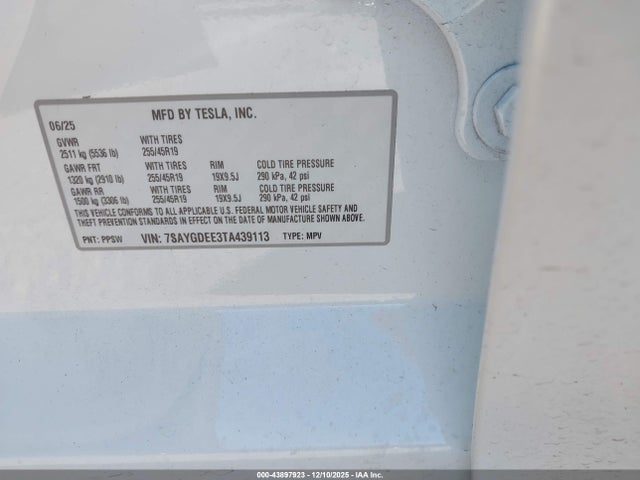 MFD BY TESLA, INC.
06/25
GVWR WITH TIRES
2511 kg (5536 lb) 255/45R19
GAWR FRT WITH TIRES RIM COLD TIRE PRESSURE
1320 kg (2910 lb) 255/45R19 19X9.5J 290 kPa, 42 psi
GAWR RR WITH TIRES RIM COLD TIRE PRESSURE
1500 kg (3306 lb) 255/45R19 19X9.5J 290 kPa, 42 psi
THIS VEHICLE CONFORMS TO ALL APPLICABLE U.S. FEDERAL MOTOR VEHICLE SAFETY AND
THEFT PREVENTION STANDARDS IN EFFECT ON THE DATE OF MANUFACTURE SHOWN ABOVE.
PNT: PPSW VIN: 7SAYGDEE3TA439113 TYPE: MPV
000-43897923 - 12/10/2025 - IAA Inc.